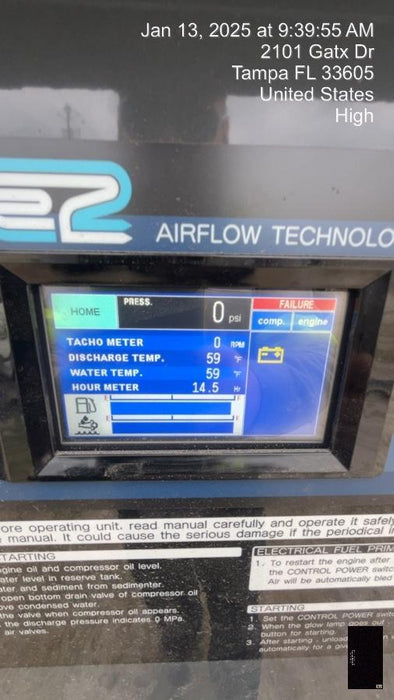 Jan 13, 2025 at 9:39:55 AM
2101 Gatx Dr
Tampa FL 33605
United States
High
e2
AIRFLOW TECHNOLO
HOME
PRESS.
0 psi
FAILURE
comp. engine
TACHO METER 0 RPM
DISCHARGE TEMP. 59 °F
WATER TEMP. 59 °F
HOUR METER 14.5 Hr
E F
E F
ore operating unit. read manual carefully and operate it safely
manual. It could cause the serious damage if the periodical
TARTING
ngine oil and compressor oil level.
ater level in reserve tank.
ater and sediment from sedimenter.
open bottom drain valve of compressor oil
ove condensed water.
the valve when compressor oil appears.
the discharge pressure indicates 0 MPa.
air valves.
ELECTRICAL FUEL PRIM
1. To restart the engine after
the CONTROL POWER switc
Air will be automatically bled
STARTING
1. Set the CONTROL POWER switc
2. When the glow lamp goes out
button for starting.
3. After starting, unload
automatically for a give